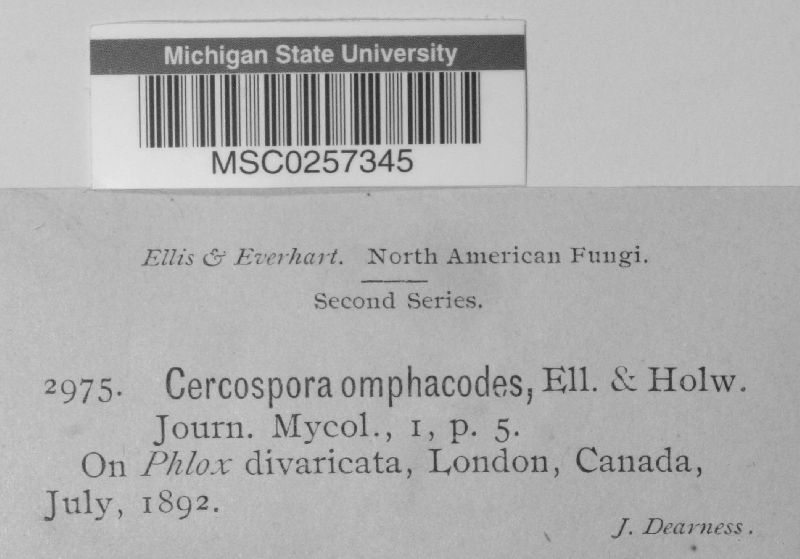 Michigan State University
MSC0257345
Ellis & Everhart. North American Fungi.
Second Series.
2975. Cercospora omphacodes, Ell. & Holw.
Journ. Mycol., 1, p. 5.
On Phlox divaricata, London, Canada,
July, 1892.
J. Dearness.